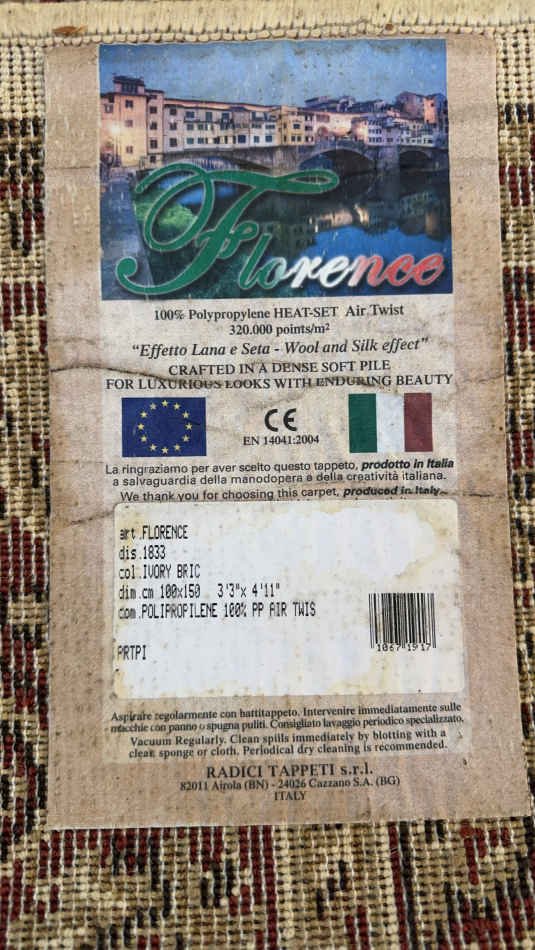 Florence
100% Polypropylene HEAT-SET Air Twist
320.000 points/m²
"Effetto Lana e Seta - Wool and Silk effect"
CRAFTED IN A DENSE SOFT PILE
FOR LUXURIOUS LOOKS WITH ENDURING BEAUTY
CE
EN 14041:2004
La ringraziamo per aver scelto questo tappeto, prodotto in Italia
a salvaguardia della manodopera e della creatività italiana.
We thank you for choosing this carpet, produced in Italy
art.FLORENCE
dis.1833
col.IVORY BRIC
dim.cm 100x150 3'3"x 4'11"
com.POLIPROPILENE 100% PP AIR TWIS
ARTPI
10671917
Aspirare regolarmente con battitappeto. Intervenire immediatamente sulle
macchie con panno o spugna puliti. Consigliato lavaggio periodico specializzato.
Vacuum Regularly. Clean spills immediately by blotting with a
clean sponge or cloth. Periodical dry cleaning is recommended.
RADICI TAPPETI s.r.l.
82011 Airola (BN) - 24026 Cazzano S.A. (BG)
ITALY